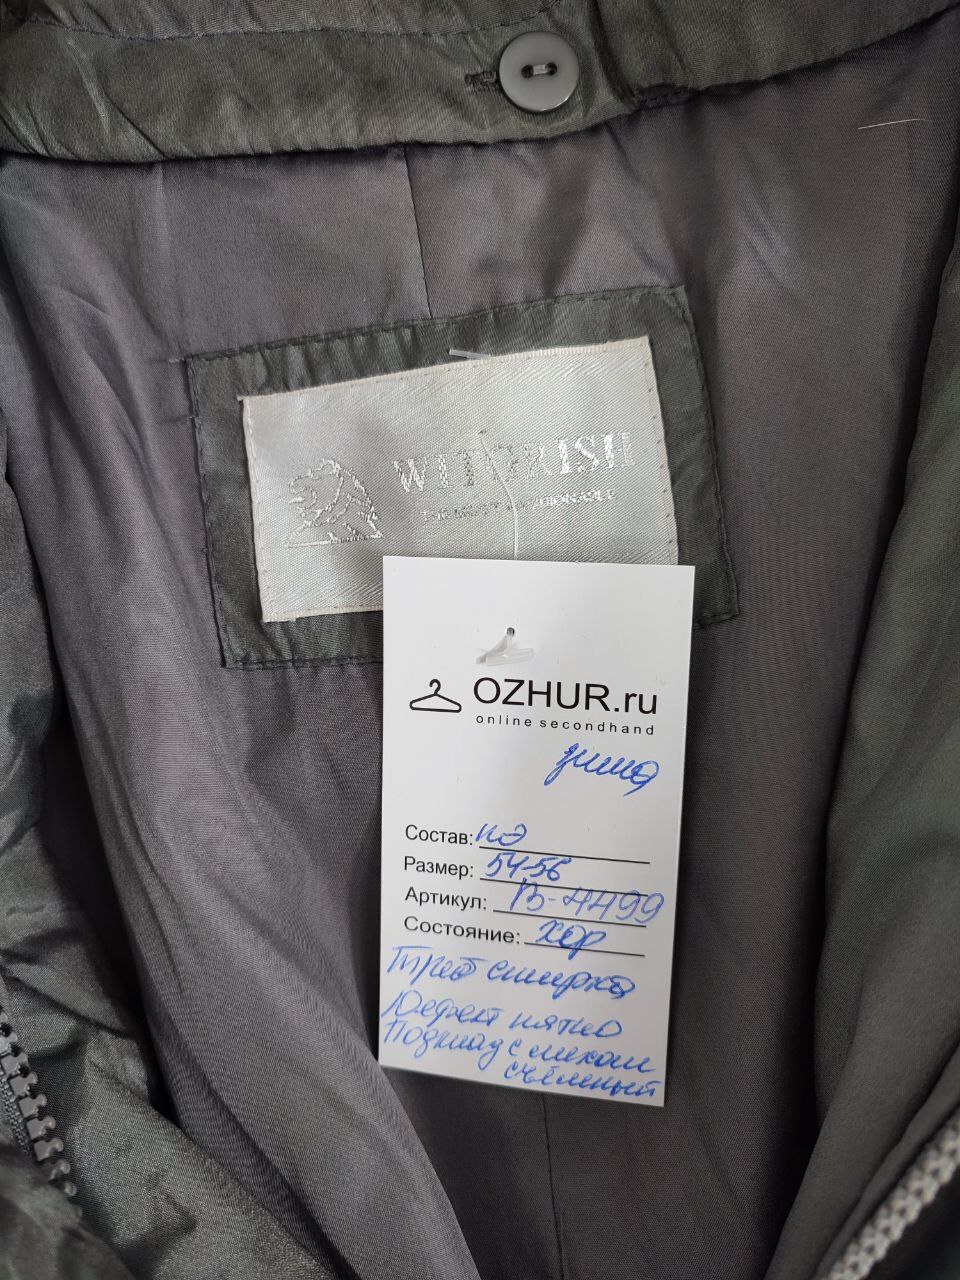 WITGRISH
OZHUR.ru
online secondhand
зима
Состав: ПЭ
Размер: 54-56
Артикул: В-4499
Состояние: хор
Треб стирка
Дефект пятно
Подклад с мехом
съёмный